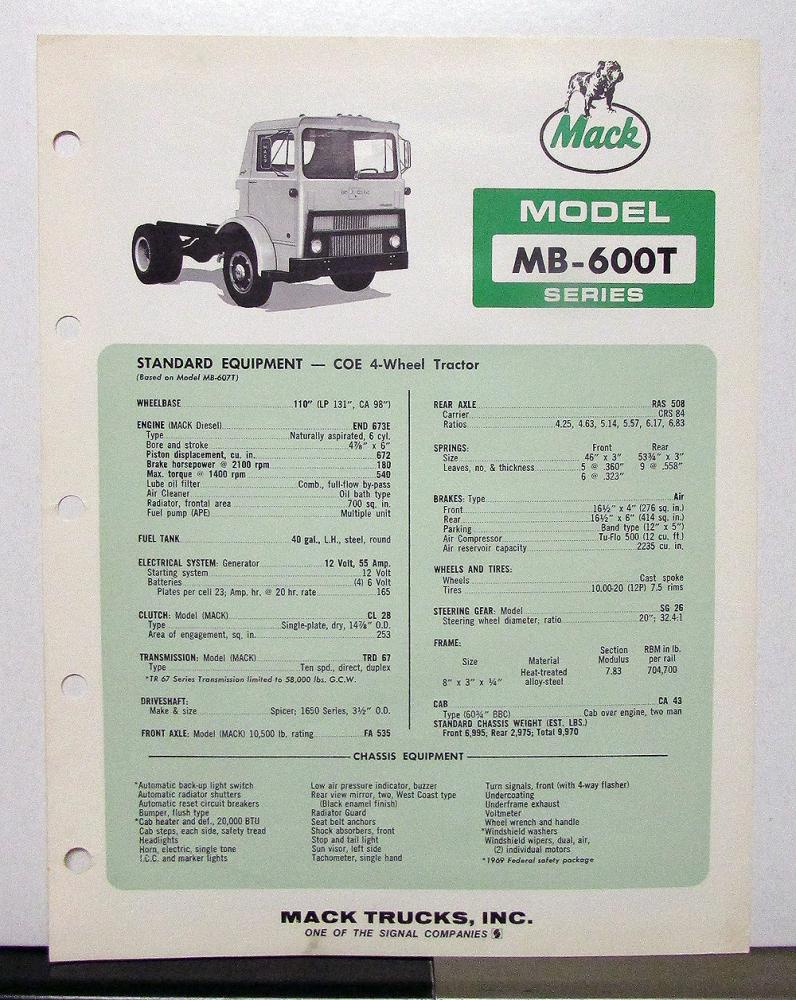 Mack
MODEL
MB-600T
SERIES
STANDARD EQUIPMENT — COE 4-Wheel Tractor
(Based on Model MB-607T)
WHEELBASE 110" (LP 131", CA 98")
ENGINE (MACK Diesel) END 673E
Type Naturally aspirated, 6 cyl.
Bore and stroke 4⅞" x 6"
Piston displacement, cu. in. 672
Brake horsepower @ 2100 rpm 180
Max. torque @ 1400 rpm 540
Lube oil filter Comb., full-flow by-pass
Air Cleaner Oil bath type
Radiator, frontal area 700 sq. in.
Fuel pump (APE) Multiple unit
FUEL TANK 40 gal., L.H., steel, round
ELECTRICAL SYSTEM: Generator 12 Volt, 55 Amp.
Starting system 12 Volt
Batteries (4) 6 Volt
Plates per cell 23; Amp. hr. @ 20 hr. rate 165
CLUTCH: Model (MACK) CL 28
Type Single-plate, dry, 14⅞" O.D.
Area of engagement, sq. in. 253
TRANSMISSION: Model (MACK) TRD 67
Type Ten spd., direct, duplex
*TR 67 Series Transmission limited to 58,000 lbs. G.C.W.
DRIVESHAFT:
Make & size Spicer; 1650 Series, 3½" O.D.
FRONT AXLE: Model (MACK) 10,500 lb. rating FA 535
REAR AXLE RAS 508
Carrier CRS 84
Ratios 4.25, 4.63, 5.14, 5.57, 6.17, 6.83
SPRINGS: Front Rear
Size 46" x 3" 53¾" x 3"
Leaves, no. & thickness 5 @ .360" 9 @ .558"
6 @ .323"
BRAKES: Type Air
Front 16½" x 4" (276 sq. in.)
Rear 16½" x 6" (414 sq. in.)
Parking Band type (12" x 5")
Air Compressor Tu-Flo 500 (12 cu. ft.)
Air reservoir capacity 2235 cu. in.
WHEELS AND TIRES:
Wheels Cast spoke
Tires 10.00-20 (12P) 7.5 rims
STEERING GEAR: Model SG 26
Steering wheel diameter; ratio 20"; 32.4:1
FRAME:
Size Material Section Modulus RBM in lb. per rail
8" x 3" x ¼" Heat-treated alloy-steel 7.83 704,700
CAB CA 43
Type (60¾" BBC) Cab over engine, two man
STANDARD CHASSIS WEIGHT (EST. LBS.)
Front 6,995; Rear 2,975; Total 9,970
CHASSIS EQUIPMENT
*Automatic back-up light switch
Automatic radiator shutters
Automatic reset circuit breakers
Bumper, flush type
*Cab heater and def., 20,000 BTU
Cab steps, each side, safety tread
Headlights
Horn, electric, single tone
I.C.C. and marker lights
Low air pressure indicator, buzzer
Rear view mirror, two, West Coast type
(Black enamel finish)
Radiator Guard
Seat belt anchors
Shock absorbers, front
Stop and tail light
Sun visor, left side
Tachometer, single hand
Turn signals, front (with 4-way flasher)
Undercoating
Underframe exhaust
Voltmeter
Wheel wrench and handle
*Windshield washers
Windshield wipers, dual, air,
(2) individual motors
*1969 Federal safety package
MACK TRUCKS, INC.
ONE OF THE SIGNAL COMPANIES